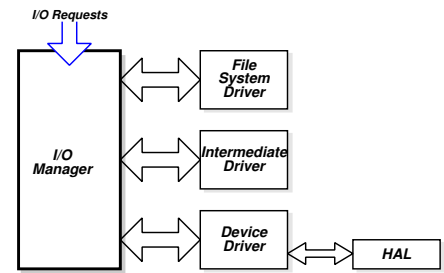 I/O Requests
I/O
Manager
File
System
Driver
Intermediate
Driver
Device
Driver
HAL